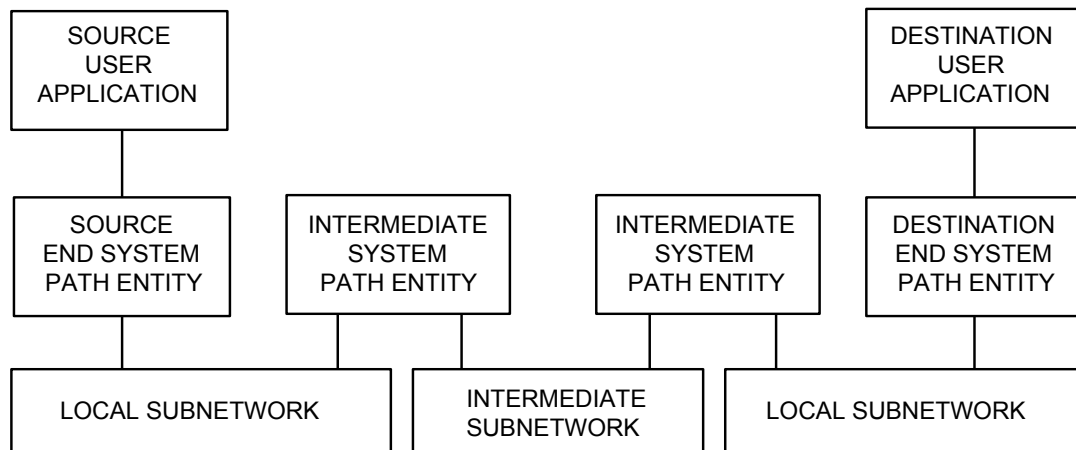 SOURCE
USER
APPLICATION
DESTINATION
USER
APPLICATION
SOURCE
END SYSTEM
PATH ENTITY
INTERMEDIATE
SYSTEM
PATH ENTITY
INTERMEDIATE
SYSTEM
PATH ENTITY
DESTINATION
END SYSTEM
PATH ENTITY
LOCAL SUBNETWORK
INTERMEDIATE
SUBNETWORK
LOCAL SUBNETWORK